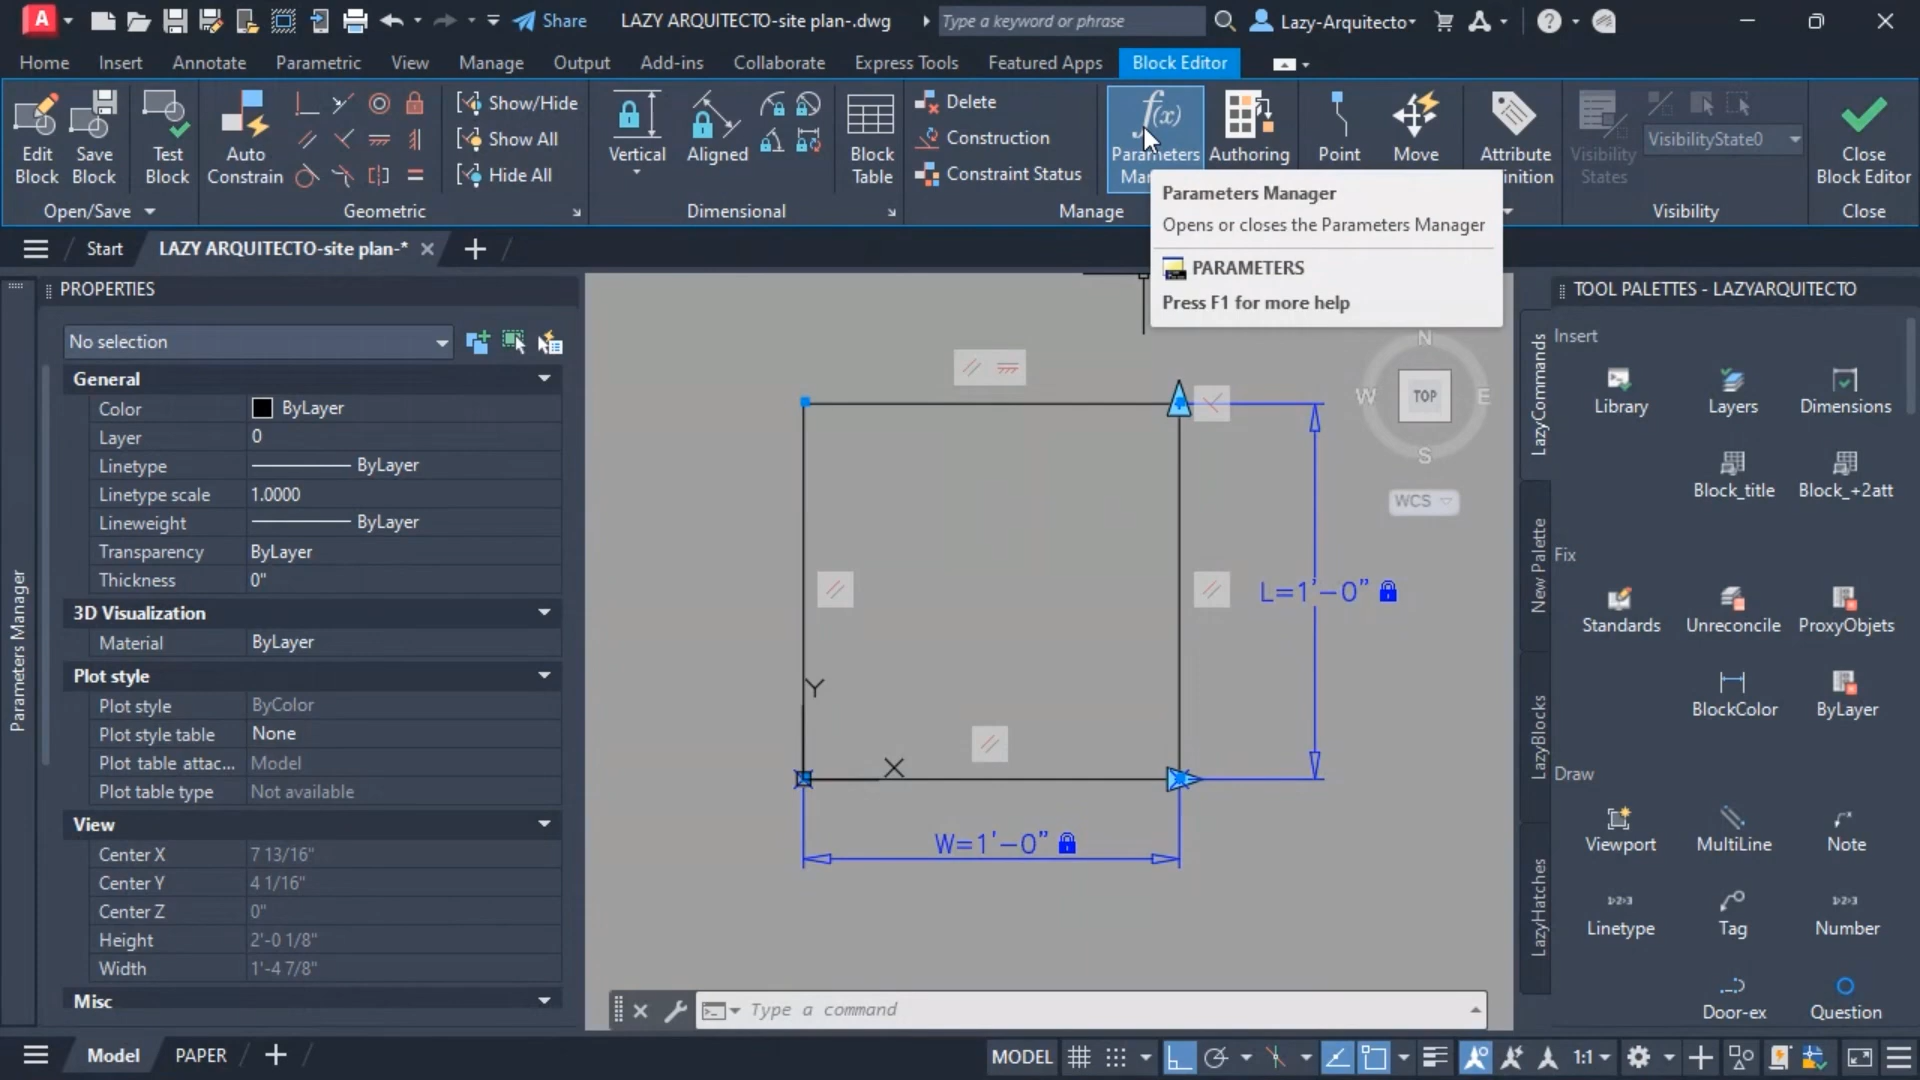 A Share LAZY ARQUITECTO-site plan-.dwg Type a keyword or phrase Lazy-Arquitecto
Home Insert Annotate Parametric View Manage Output Add-ins Collaborate Express Tools Featured Apps Block Editor
Edit Block
Save Block
Test Block
Auto Constrain
Show/Hide
Show All
Hide All
Vertical
Aligned
Block Table
Delete
Construction
Constraint Status
Parameters
Authoring
Point
Move
Attribute
Visibility States
VisibilityState0
Close Block Editor
Open/Save
Geometric
Dimensional
Manage
Visibility
Close
Parameters Manager
Opens or closes the Parameters Manager
PARAMETERS
Press F1 for more help
Start LAZY ARQUITECTO-site plan-*
Parameters Manager
PROPERTIES
No selection
General
Color ByLayer
Layer 0
Linetype ByLayer
Linetype scale 1.0000
Lineweight ByLayer
Transparency ByLayer
Thickness 0"
3D Visualization
Material ByLayer
Plot style
Plot style ByColor
Plot style table None
Plot table attac... Model
Plot table type Not available
View
Center X 7 13/16"
Center Y 4 1/16"
Center Z 0"
Height 2'-0 1/8"
Width 1'-4 7/8"
Misc
N
W TOP E
S
WCS
L=1'-0"
Y
X
W=1'-0"
Type a command
TOOL PALETTES - LAZYARQUITECTO
LazyCommands
New Palette
LazyBlocks
LazyHatches
Insert
Library Layers Dimensions
Block_title Block_+2att
Fix
Standards Unreconcile ProxyObjets
BlockColor ByLayer
Draw
Viewport MultiLine Note
Linetype Tag Number
Door-ex Question
Model PAPER
MODEL 1:1